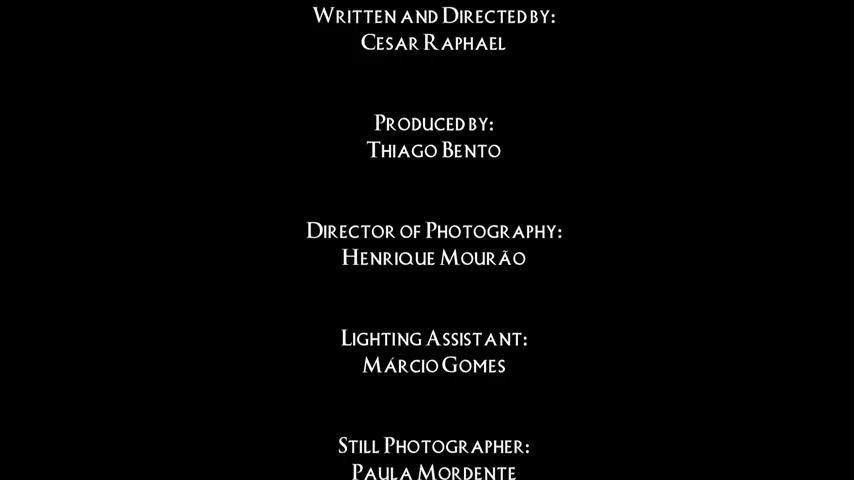 Written and Directed by:
Cesar Raphael
Produced by:
Thiago Bento
Director of Photography:
Henrique Mourão
Lighting Assistant:
Márcio Gomes
Still Photographer:
Paula Mordente